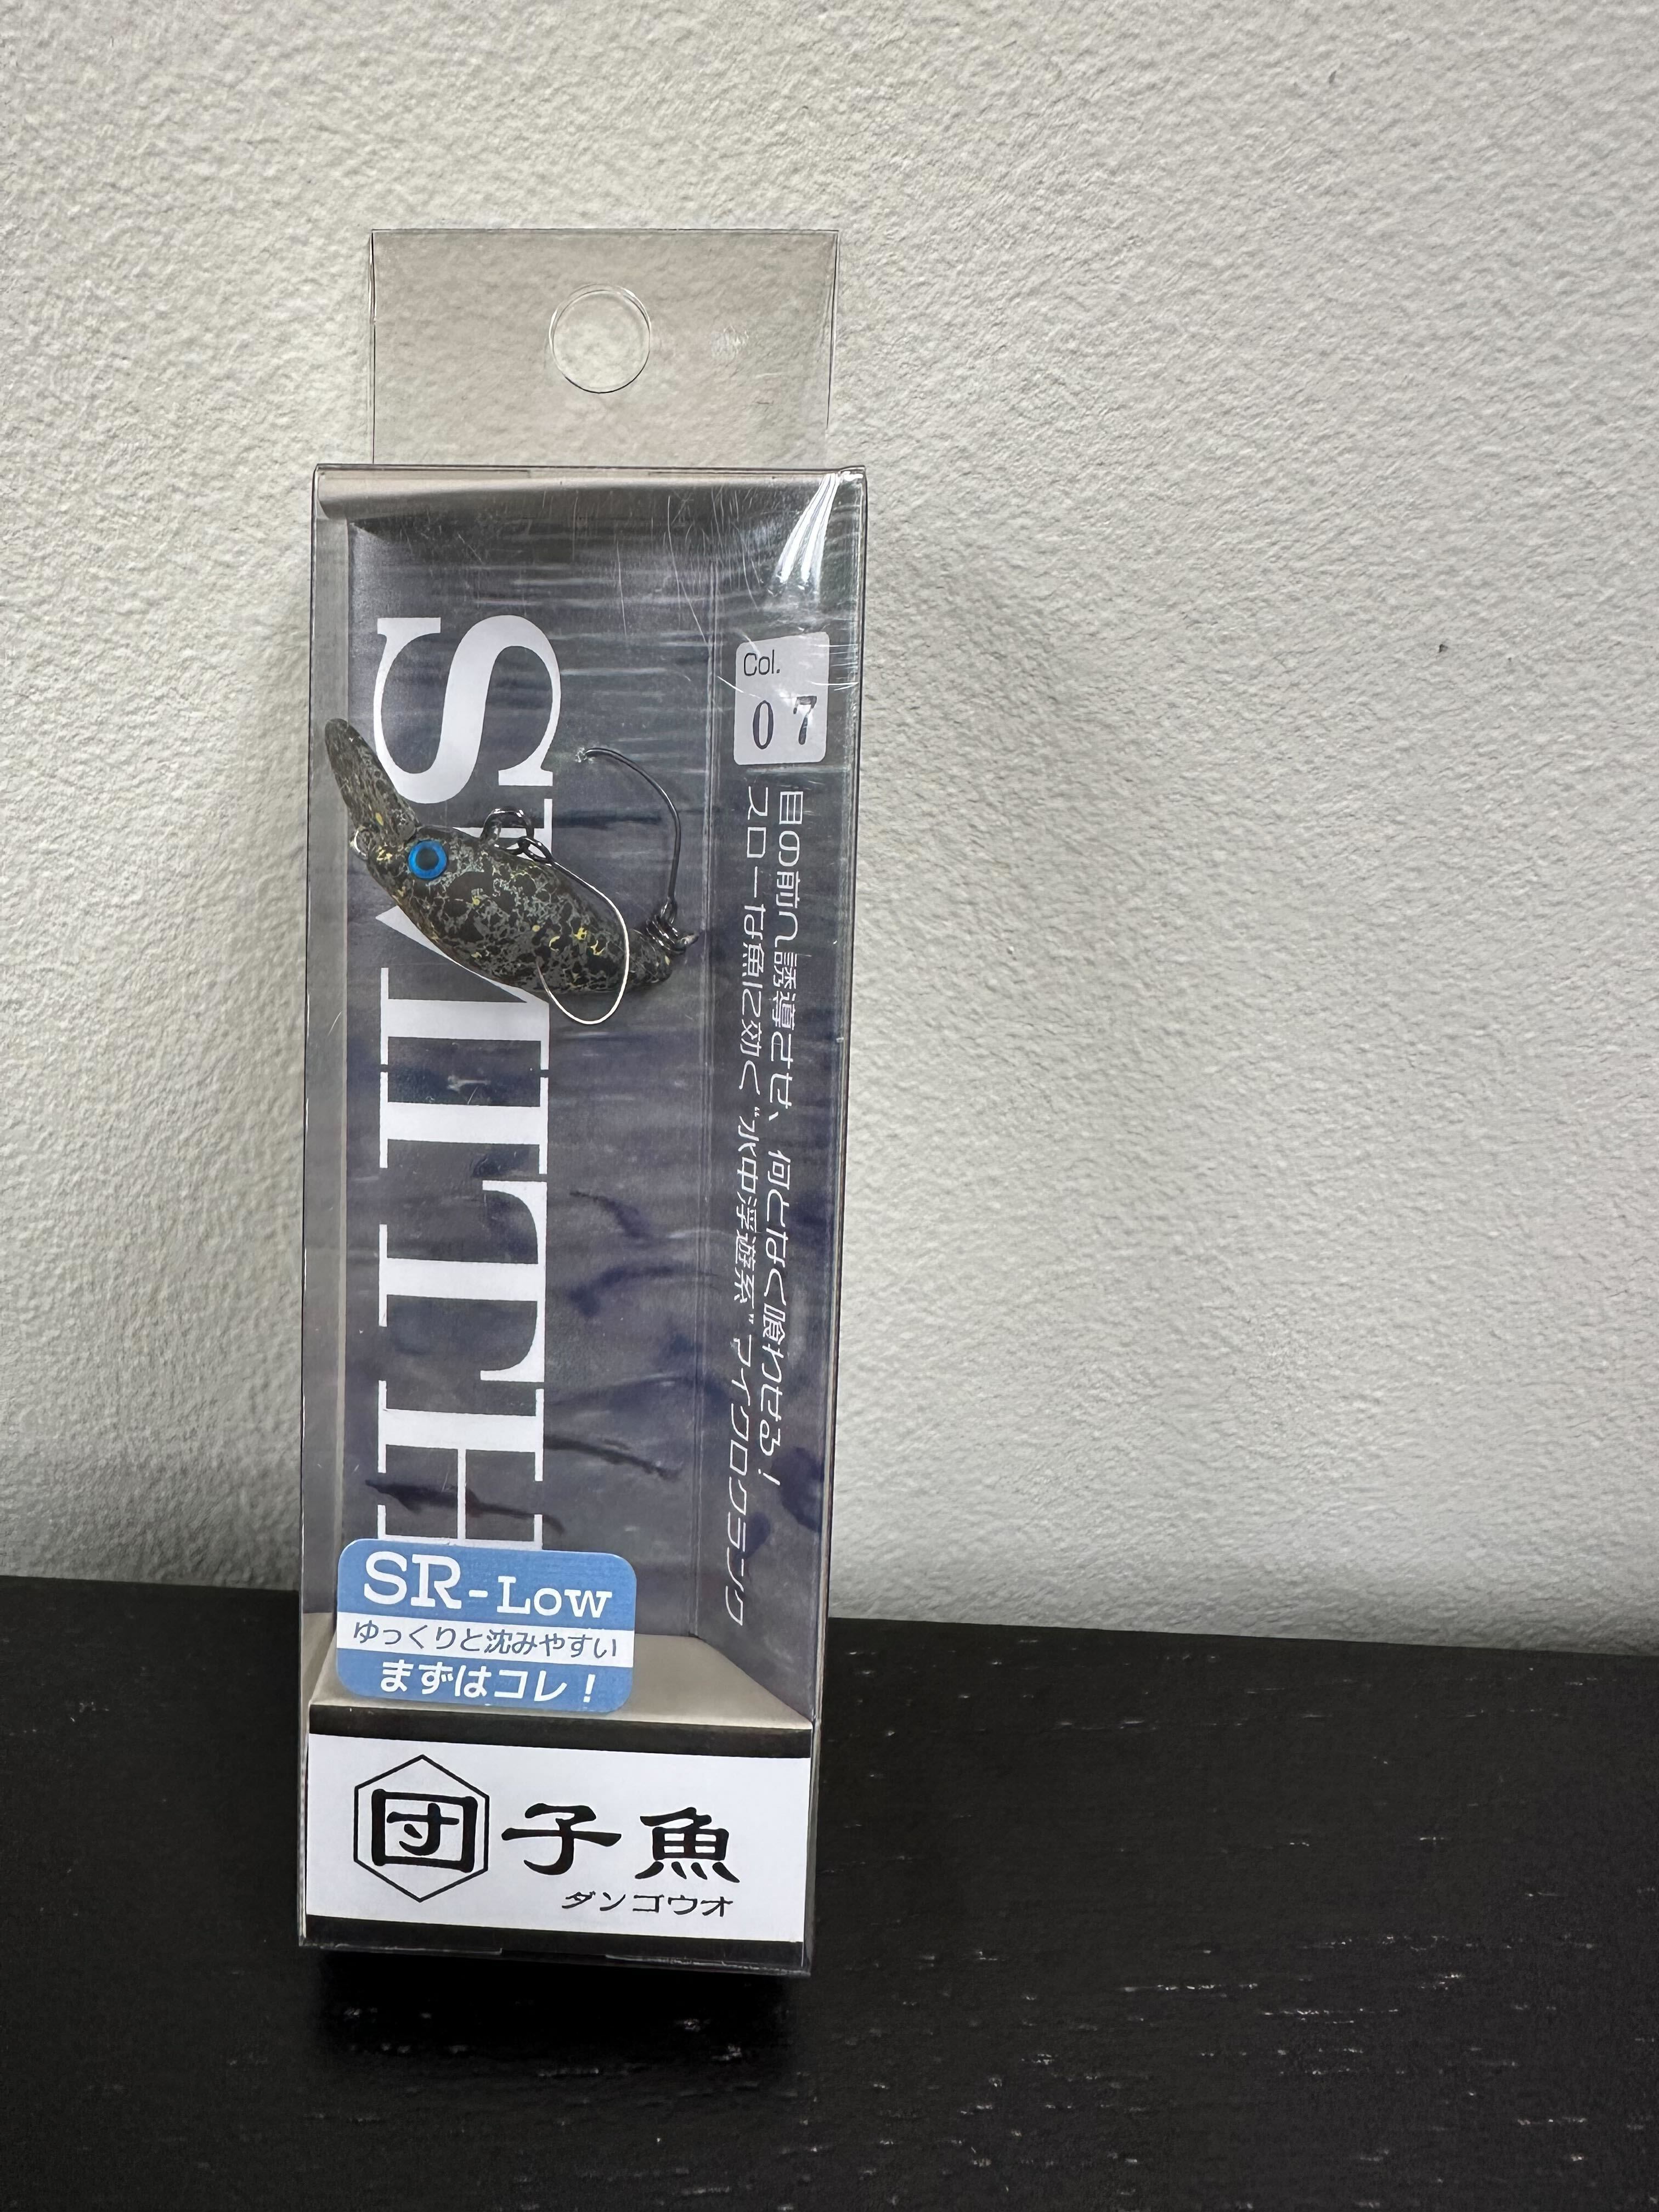 SMITH
Col.
07
目の前へ誘導させ、何となく喰わせる！
スローな魚に効く“水中浮遊系”マイクロクランク
SR-Low
ゆっくりと沈みやすい
まずはコレ！
団子魚
ダンゴウオ